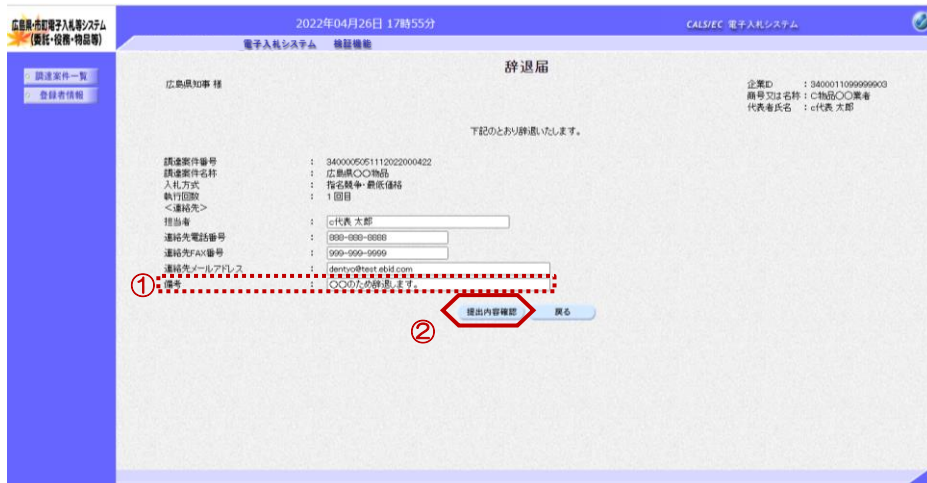 広島県・市町電子入札等システム
(委託・役務・物品等)
2022年04月26日 17時55分
CALS/EC 電子入札システム
電子入札システム 検証機能
調達案件一覧
登録者情報
辞退届
広島県知事 様
企業ID : 3400011099999903
商号又は名称 : C物品〇〇業者
代表者氏名 : c代表 太郎
下記のとおり辞退いたします。
調達案件番号 : 3400005051112022000422
調達案件名称 : 広島県〇〇物品
入札方式 : 指名競争・最低価格
執行回数 : 1回目
<連絡先>
担当者 : c代表 太郎
連絡先電話番号 : 888-888-8888
連絡先FAX番号 : 999-999-9999
連絡先メールアドレス : dentyo@test.ebid.com
① 備考 : 〇〇のため辞退します。
② 提出内容確認 戻る